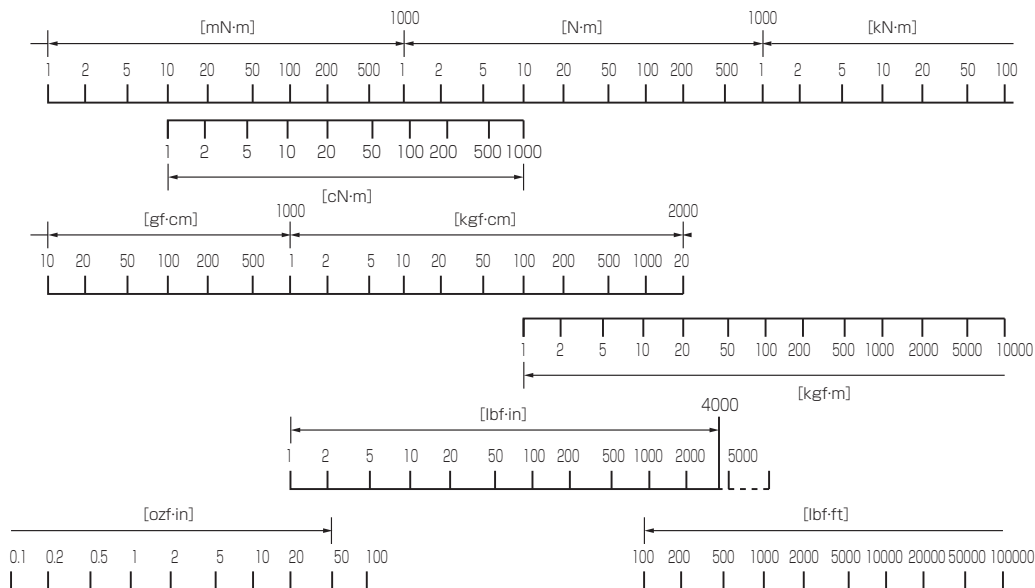 1000 1000
[mN·m] [N·m] [kN·m]
1 2 5 10 20 50 100 200 500 1 2 5 10 20 50 100 200 500 1 2 5 10 20 50 100
1 2 5 10 20 50 100 200 500 1000
[cN·m]
1000 2000
[gf·cm] [kgf·cm]
10 20 50 100 200 500 1 2 5 10 20 50 100 200 500 1000 20
1 2 5 10 20 50 100 200 500 1000 2000 5000 10000
[kgf·m]
4000
[lbf·in]
1 2 5 10 20 50 100 200 500 1000 2000 5000
[ozf·in] [lbf·ft]
0.1 0.2 0.5 1 2 5 10 20 50 100 100 200 500 1000 2000 5000 10000 20000 50000 100000